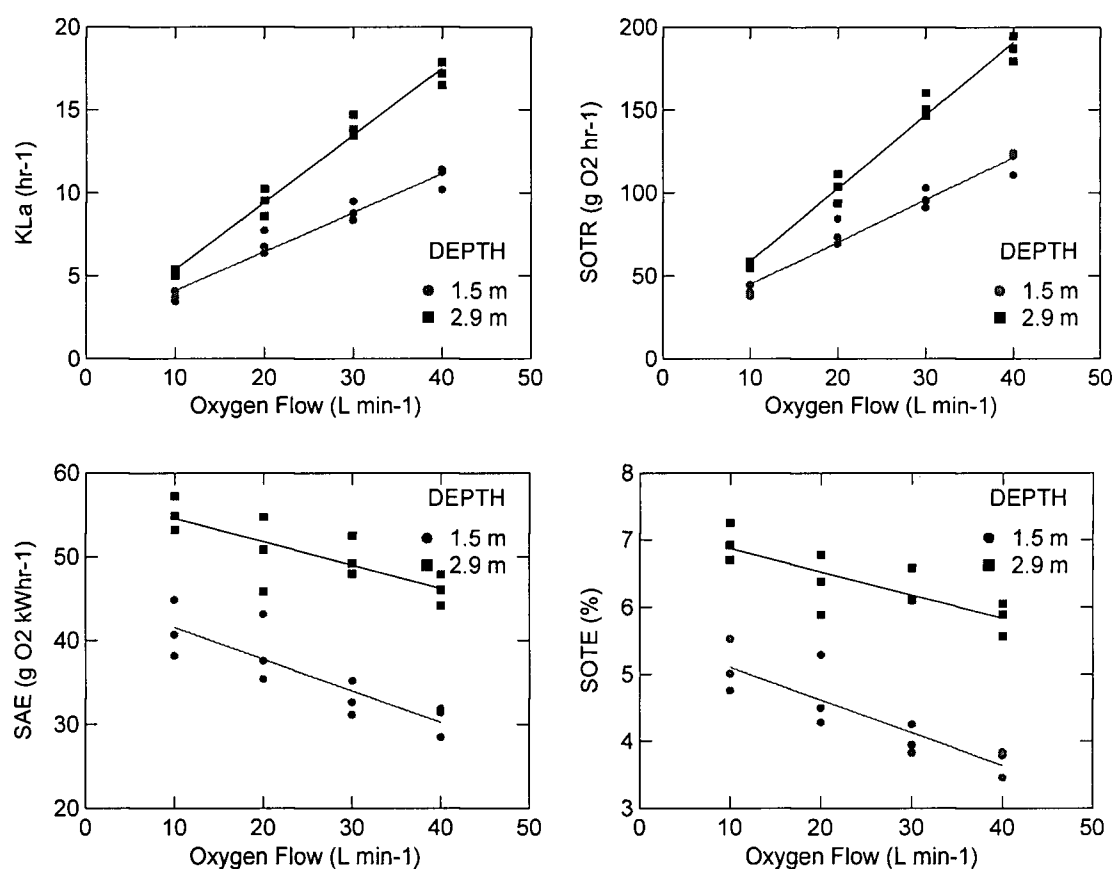 20
15
10
5
0
KLa (hr-1)
DEPTH
1.5 m
2.9 m
0 10 20 30 40 50
Oxygen Flow (L min-1)
200
150
100
50
0
SOTR (g O2 hr-1)
DEPTH
1.5 m
2.9 m
0 10 20 30 40 50
Oxygen Flow (L min-1)
60
50
40
30
20
SAE (g O2 kWhr-1)
DEPTH
1.5 m
2.9 m
0 10 20 30 40 50
Oxygen Flow (L min-1)
8
7
6
5
4
3
SOTE (%)
DEPTH
1.5 m
2.9 m
0 10 20 30 40 50
Oxygen Flow (L min-1)